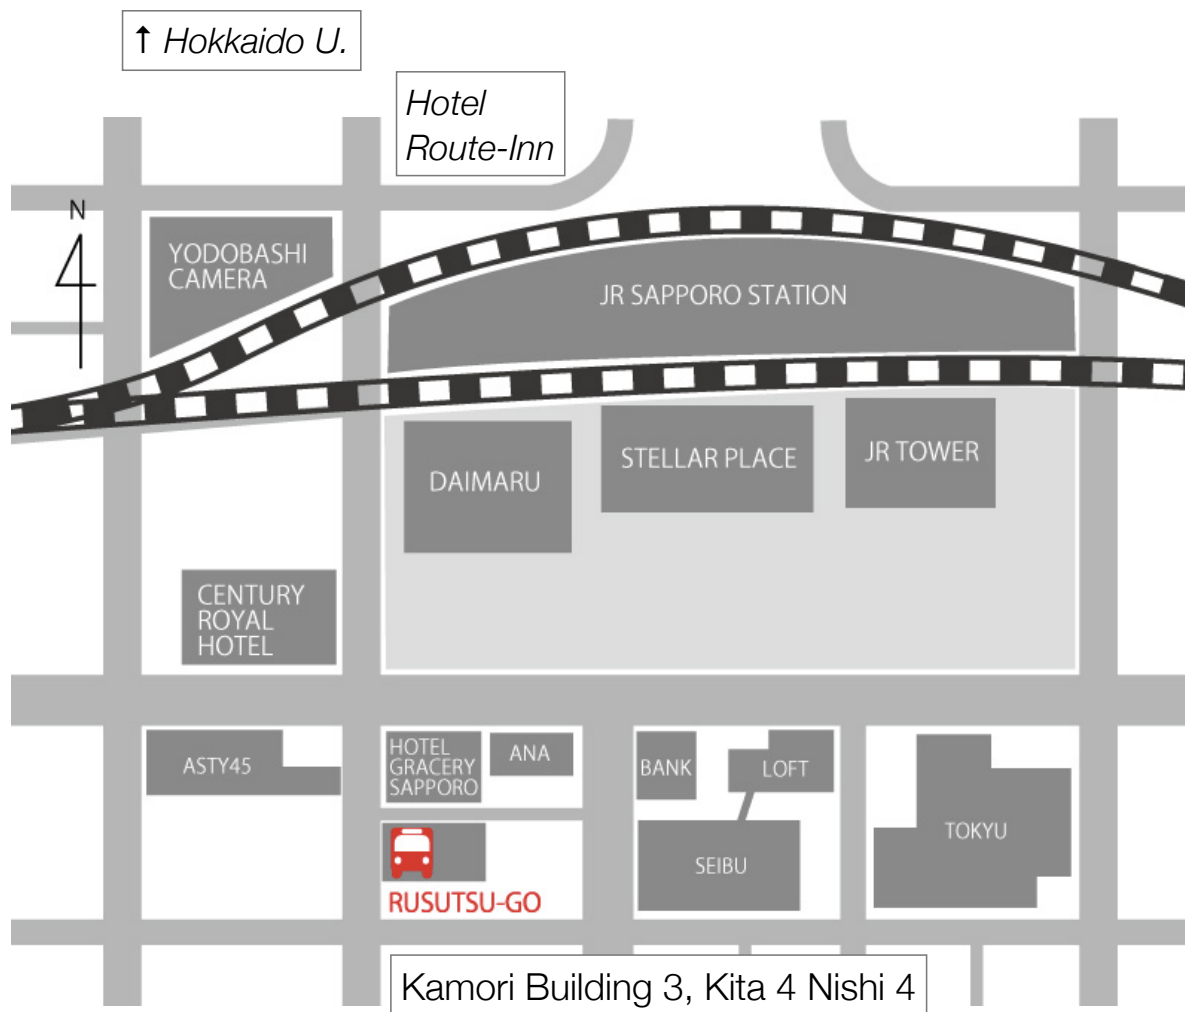 ↑ Hokkaido U.
Hotel
Route-Inn
N
YODOBASHI
CAMERA
JR SAPPORO STATION
DAIMARU
STELLAR PLACE
JR TOWER
CENTURY
ROYAL
HOTEL
ASTY45
HOTEL
GRACERY
SAPPORO
ANA
BANK
LOFT
SEIBU
TOKYU
RUSUTSU-GO
Kamori Building 3, Kita 4 Nishi 4